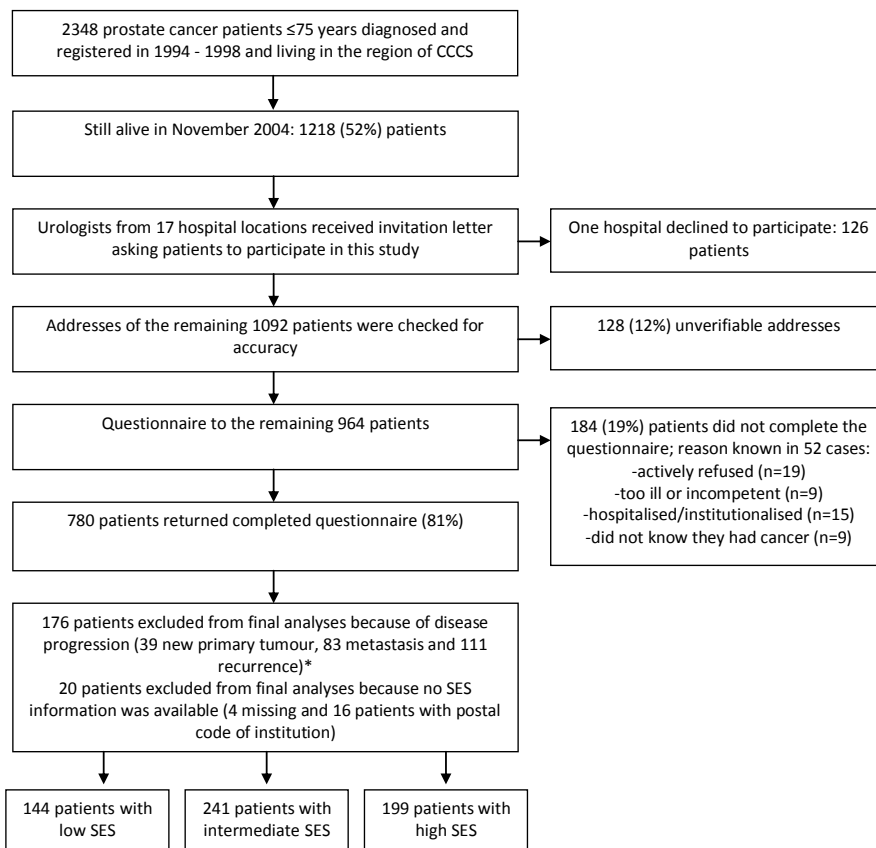 2348 prostate cancer patients ≤75 years diagnosed and
registered in 1994 - 1998 and living in the region of CCCS
Still alive in November 2004: 1218 (52%) patients
Urologists from 17 hospital locations received invitation letter
asking patients to participate in this study
One hospital declined to participate: 126
patients
Addresses of the remaining 1092 patients were checked for
accuracy
128 (12%) unverifiable addresses
Questionnaire to the remaining 964 patients
184 (19%) patients did not complete the
questionnaire; reason known in 52 cases:
-actively refused (n=19)
-too ill or incompetent (n=9)
-hospitalised/institutionalised (n=15)
-did not know they had cancer (n=9)
780 patients returned completed questionnaire (81%)
176 patients excluded from final analyses because of disease
progression (39 new primary tumour, 83 metastasis and 111
recurrence)*
20 patients excluded from final analyses because no SES
information was available (4 missing and 16 patients with postal
code of institution)
144 patients with
low SES
241 patients with
intermediate SES
199 patients with
high SES